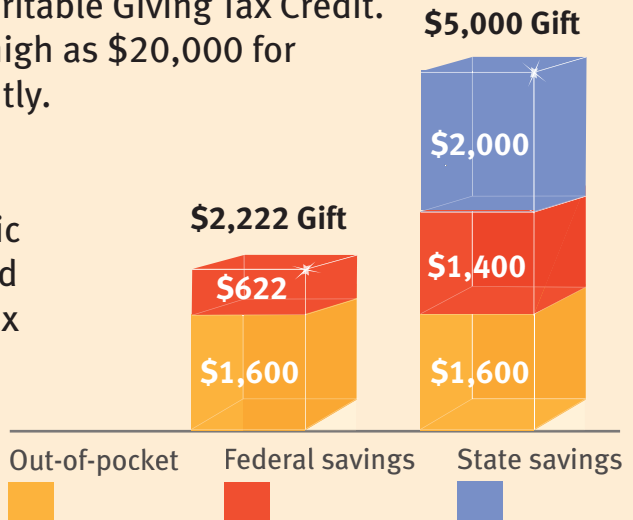 ritable Giving Tax Credit.
high as $20,000 for
tly.
ic
d
x
$2,222 Gift
$622
$1,600
$5,000 Gift
$2,000
$1,400
$1,600
Out-of-pocket
Federal savings
State savings